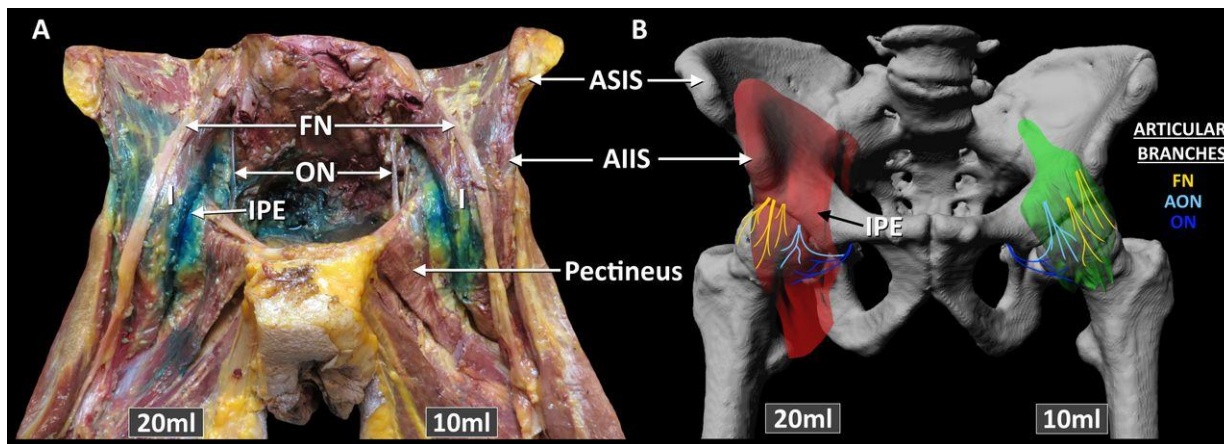 A
B
ASIS
FN
AIIS
ON
I
I
IPE
IPE
Pectineus
ARTICULAR
BRANCHES
FN
AON
ON
20ml
10ml
20ml
10ml